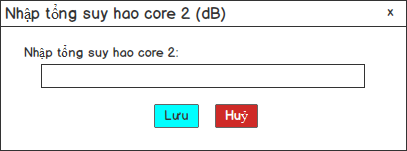 Nhập tổng suy hao core 2 (dB) x
Nhập tổng suy hao core 2:
Lưu Huỷ